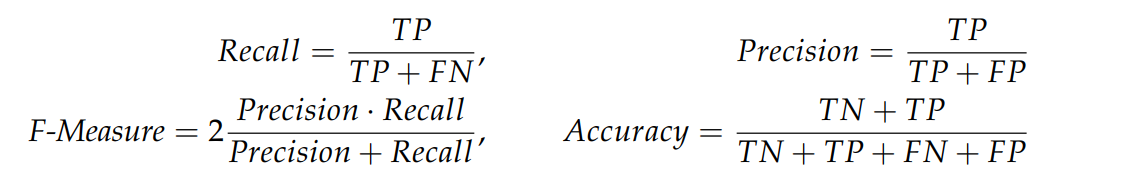 Recall = TP / TP + FN, Precision = TP / TP + FP
F-Measure = 2 Precision · Recall / Precision + Recall, Accuracy = TN + TP / TN + TP + FN + FP